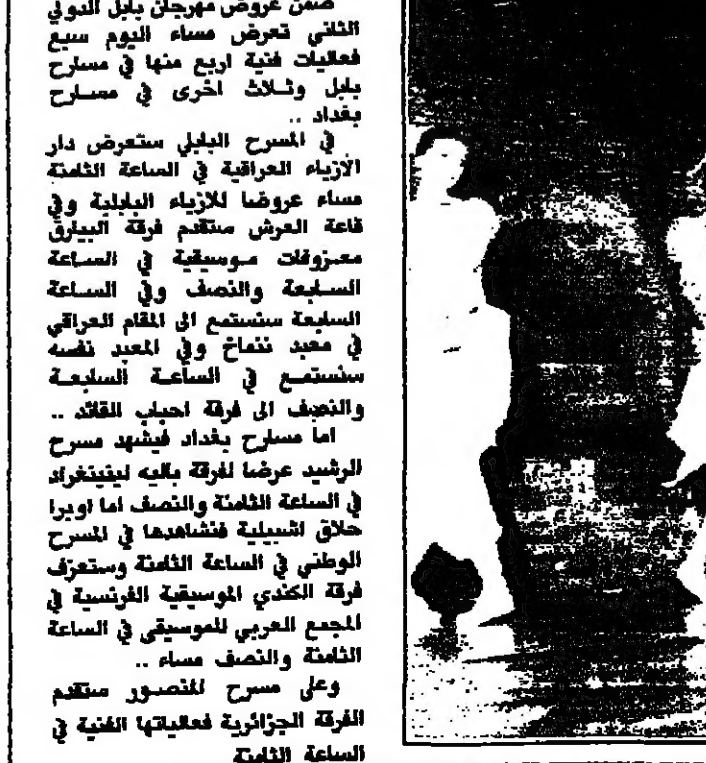 ضمن عروض مهرجان بابل الدولي
الثاني تعرض مساء اليوم سبع
فعاليات فنية اربع منها في مسارح
بابل وثلاث اخرى في مسارح
بغداد ..
في المسرح البابلي ستعرض دار
الازياء العراقية في الساعة الثامنة
مساء عروضا للازياء البابلية وفي
قاعة العرش ستقدم فرقة البيارق
معزوفات موسيقية في الساعة
السابعة والنصف وفي الساعة
السابعة سنستمع الى المقام العراقي
في معبد ننماخ وفي المعبد نفسه
سنستمع في الساعة السابعة
والنصف الى فرقة احباب القائد ..
اما مسارح بغداد فيشهد مسرح
الرشيد عرضا لفرقة باليه لينينغراد
في الساعة الثامنة والنصف اما اوبرا
حلاق اشبيلية فنشاهدها في المسرح
الوطني في الساعة الثامنة وستعزف
فرقة الكندي الموسيقية الفرنسية في
المجمع العربي للموسيقى في الساعة
الثامنة والنصف مساء ..
وعلى مسرح المنصور ستقدم
الفرقة الجزائرية فعالياتها الفنية في
الساعة الثامنة